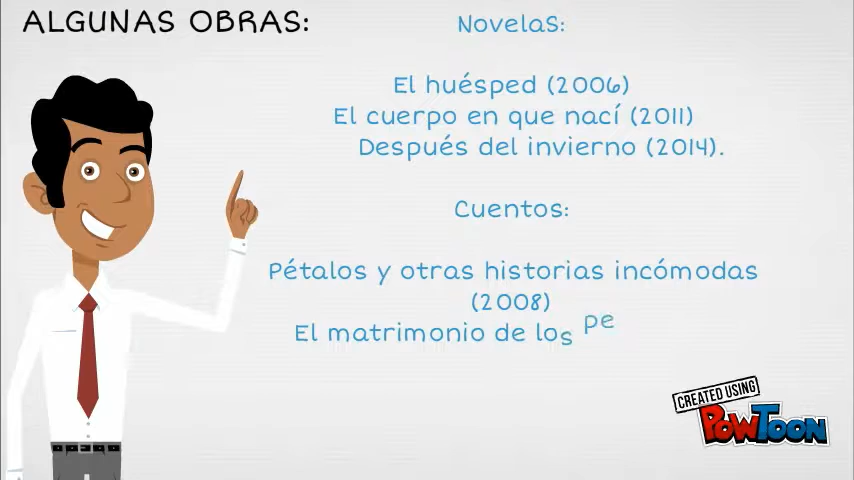 ALGUNAS OBRAS:
Novelas:
El huésped (2006)
El cuerpo en que nací (2011)
Después del invierno (2014).
Cuentos:
Pétalos y otras historias incómodas
(2008)
El matrimonio de los pe
CREATED USING
POWTOON